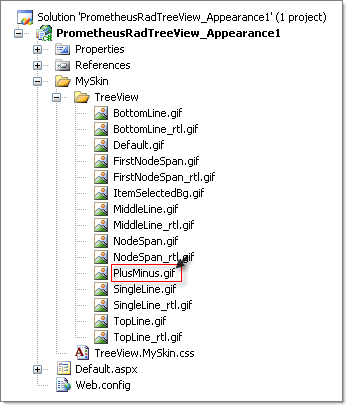 Solution 'PrometheusRadTreeView_Appearance1' (1 project)
PrometheusRadTreeView_Appearance1
Properties
References
MySkin
TreeView
BottomLine.gif
BottomLine_rtl.gif
Default.gif
FirstNodeSpan.gif
FirstNodeSpan_rtl.gif
ItemSelectedBg.gif
MiddleLine.gif
MiddleLine_rtl.gif
NodeSpan.gif
NodeSpan_rtl.gif
PlusMinus.gif
SingleLine.gif
SingleLine_rtl.gif
TopLine.gif
TopLine_rtl.gif
TreeView.MySkin.css
Default.aspx
Web.config